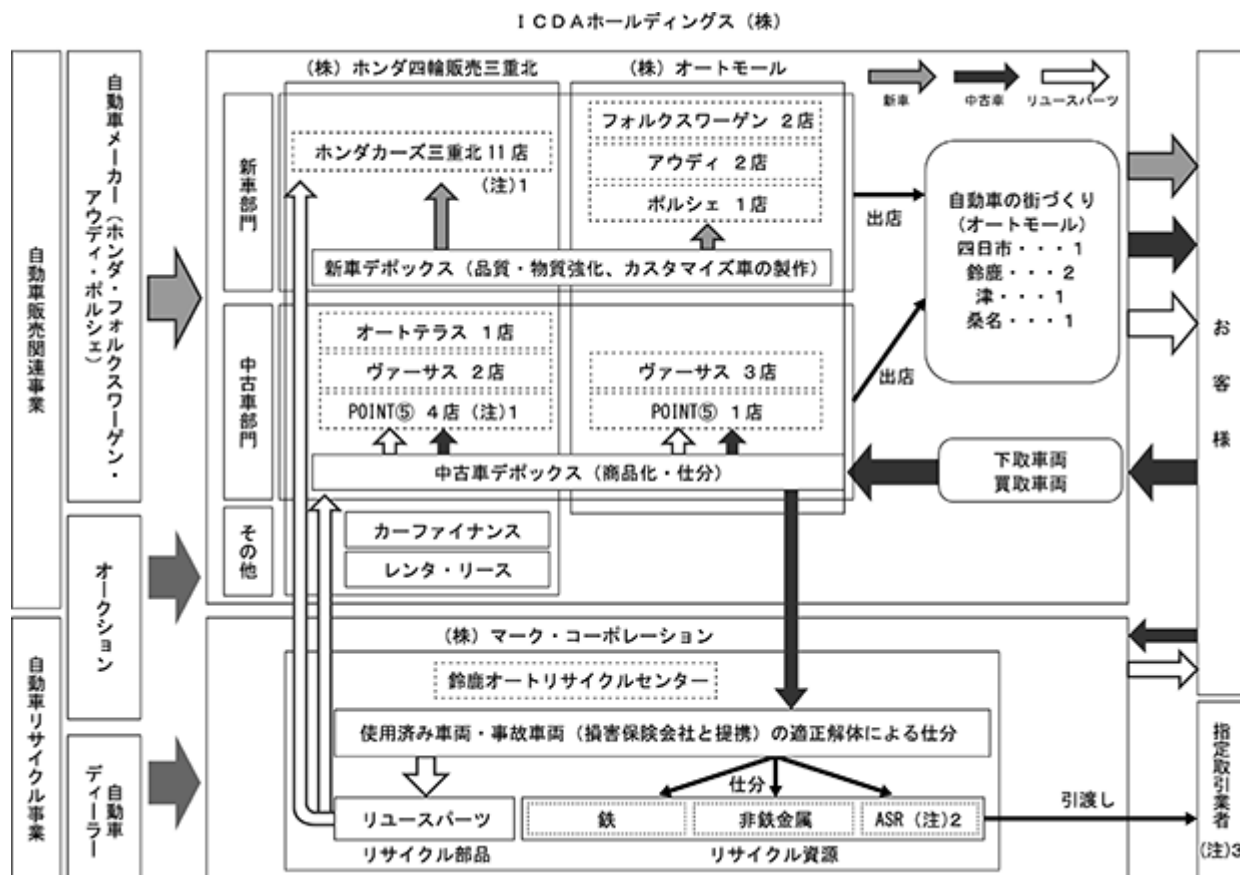 ICDAホールディングス(株)
自動車販売関連事業
自動車リサイクル事業
自動車メーカー(ホンダ・フォルクスワーゲン・
アウディ・ポルシェ)
オークション
自動車
ディーラー
(株)ホンダ四輪販売三重北
(株)オートモール
新車
中古車
リユースパーツ
新車部門
ホンダカーズ三重北11店
(注)1
フォルクスワーゲン 2店
アウディ 2店
ポルシェ 1店
新車デポックス(品質・物質強化、カスタマイズ車の製作)
出店
自動車の街づくり
(オートモール)
四日市・・・1
鈴鹿・・・2
津・・・1
桑名・・・1
中古車部門
オートテラス 1店
ヴァーサス 2店
POINT⑤ 4店(注)1
ヴァーサス 3店
POINT⑤ 1店
出店
中古車デポックス(商品化・仕分)
下取車両
買取車両
お客様
その他
カーファイナンス
レンタ・リース
(株)マーク・コーポレーション
鈴鹿オートリサイクルセンター
使用済み車両・事故車両(損害保険会社と提携)の適正解体による仕分
仕分
リユースパーツ
鉄
非鉄金属
ASR(注)2
リサイクル部品
リサイクル資源
引渡し
指定取引業者
(注)3